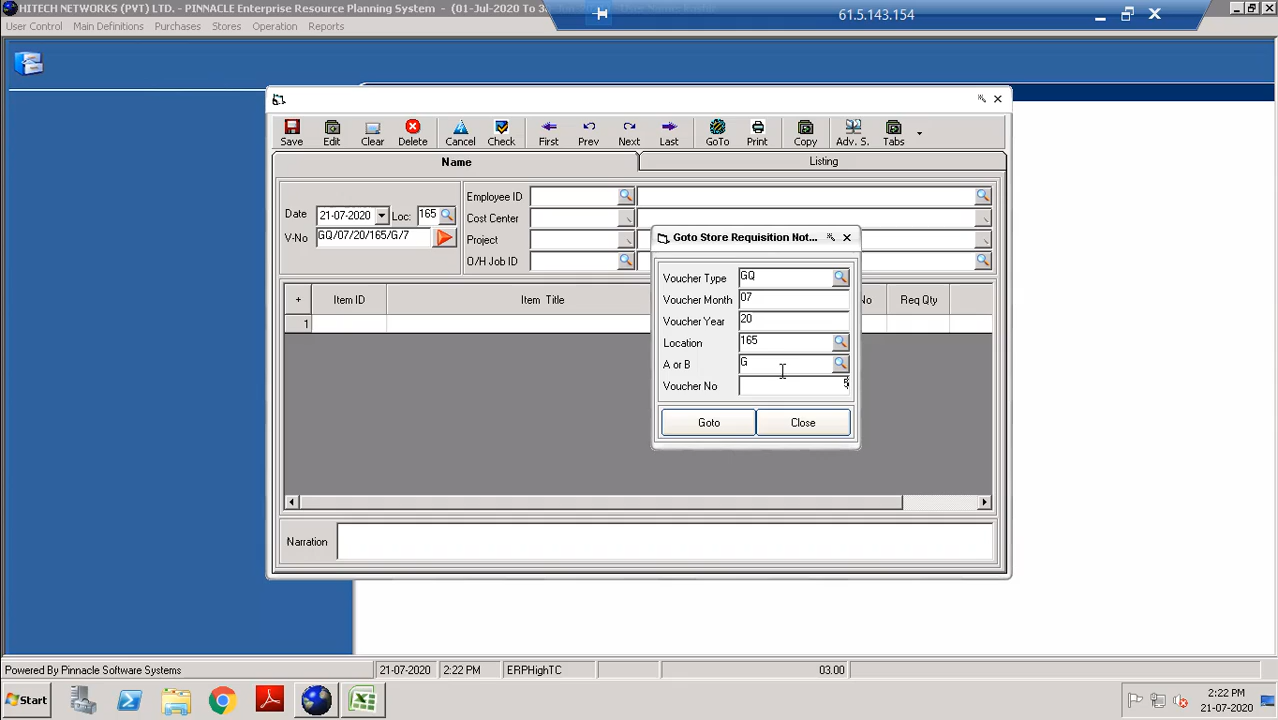 HITECH NETWORKS (PVT) LTD. - PINNACLE Enterprise Resource Planning System - (01-Jul-2020 To 3
61.5.143.154
User Control Main Definitions Purchases Stores Operation Reports
Save Edit Clear Delete Cancel Check First Prev Next Last GoTo Print Copy Adv. S. Tabs
Name Listing
Date 21-07-2020 Loc: 165
V-No GQ/07/20/165/G/7
Employee ID
Cost Center
Project
O/H Job ID
+ Item ID Item Title No Req Qty
1
Goto Store Requisition Not...
Voucher Type GQ
Voucher Month 07
Voucher Year 20
Location 165
A or B G
Voucher No 5
Goto Close
Narration
Powered By Pinnacle Software Systems 21-07-2020 2:22 PM ERPHighTC 03.00
Start 2:22 PM
21-07-2020